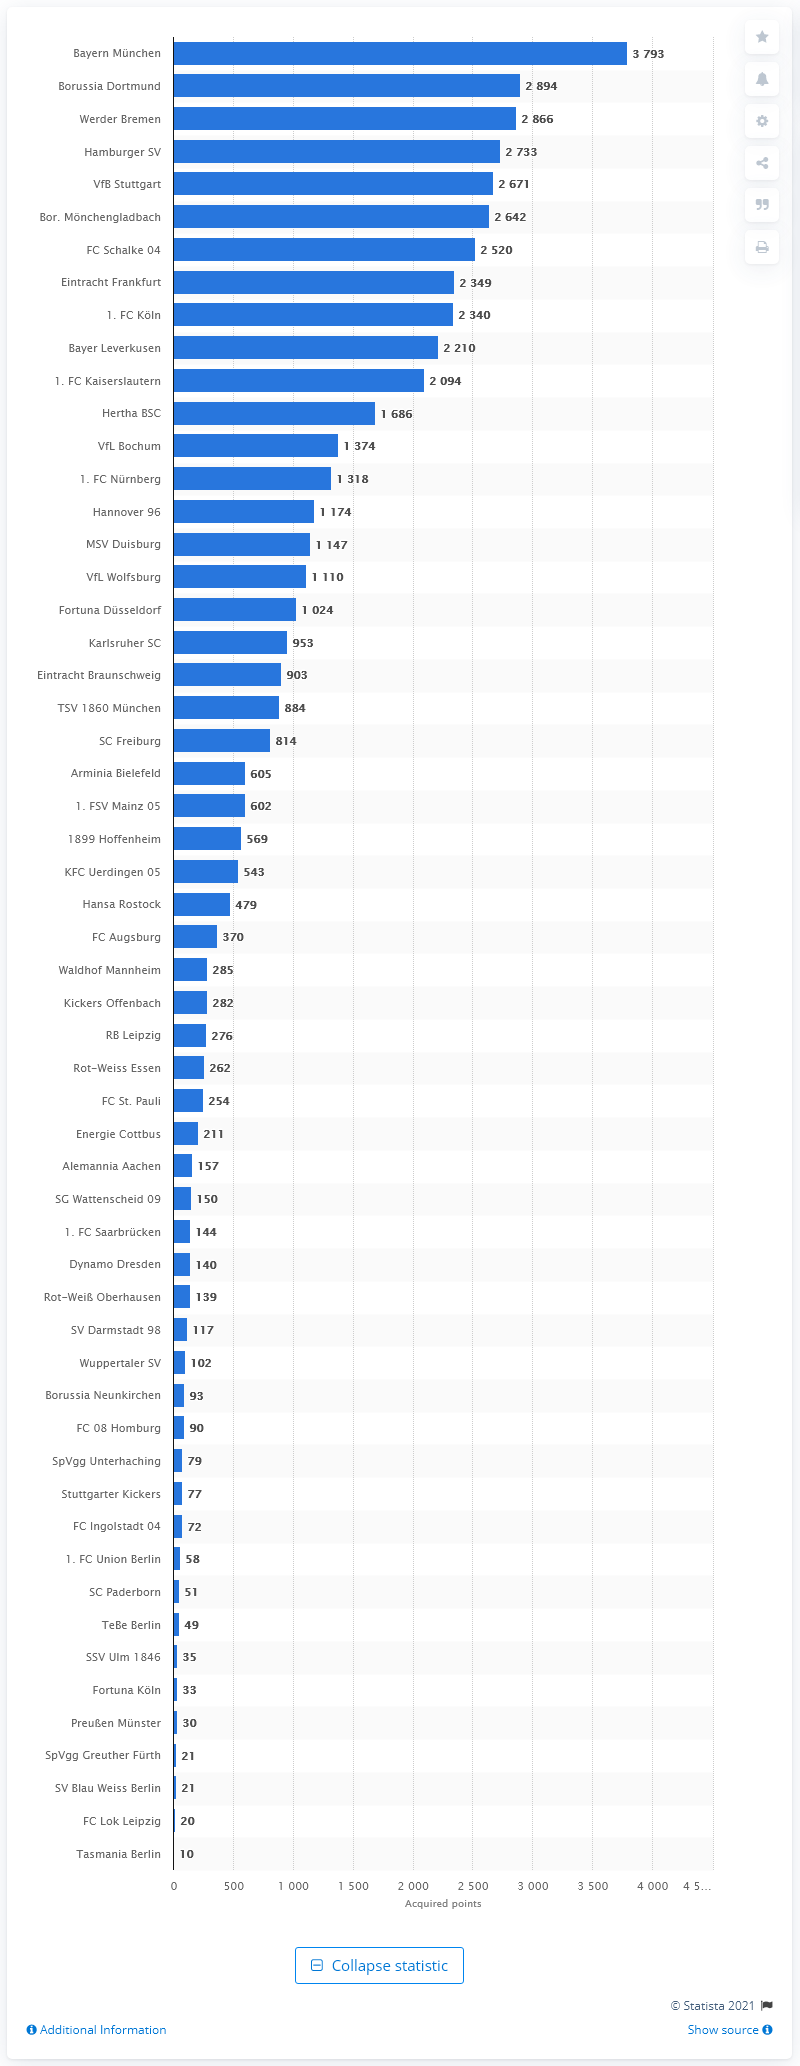 Bayern München 3 793
Borussia Dortmund 2 894
Werder Bremen 2 866
Hamburger SV 2 733
VfB Stuttgart 2 671
Bor. Mönchengladbach 2 642
FC Schalke 04 2 520
Eintracht Frankfurt 2 349
1. FC Köln 2 340
Bayer Leverkusen 2 210
1. FC Kaiserslautern 2 094
Hertha BSC 1 686
VfL Bochum 1 374
1. FC Nürnberg 1 318
Hannover 96 1 174
MSV Duisburg 1 147
VfL Wolfsburg 1 110
Fortuna Düsseldorf 1 024
Karlsruher SC 953
Eintracht Braunschweig 903
TSV 1860 München 884
SC Freiburg 814
Arminia Bielefeld 605
1. FSV Mainz 05 602
1899 Hoffenheim 569
KFC Uerdingen 05 543
Hansa Rostock 479
FC Augsburg 370
Waldhof Mannheim 285
Kickers Offenbach 282
RB Leipzig 276
Rot-Weiss Essen 262
FC St. Pauli 254
Energie Cottbus 211
Alemannia Aachen 157
SG Wattenscheid 09 150
1. FC Saarbrücken 144
Dynamo Dresden 140
Rot-Weiß Oberhausen 139
SV Darmstadt 98 117
Wuppertaler SV 102
Borussia Neunkirchen 93
FC 08 Homburg 90
SpVgg Unterhaching 79
Stuttgarter Kickers 77
FC Ingolstadt 04 72
1. FC Union Berlin 58
SC Paderborn 51
TeBe Berlin 49
SSV Ulm 1846 35
Fortuna Köln 33
Preußen Münster 30
SpVgg Greuther Fürth 21
SV Blau Weiss Berlin 21
FC Lok Leipzig 20
Tasmania Berlin 10
0 500 1 000 1 500 2 000 2 500 3 000 3 500 4 000 4 5...
Acquired points
Collapse statistic
© Statista 2021
Additional Information Show source